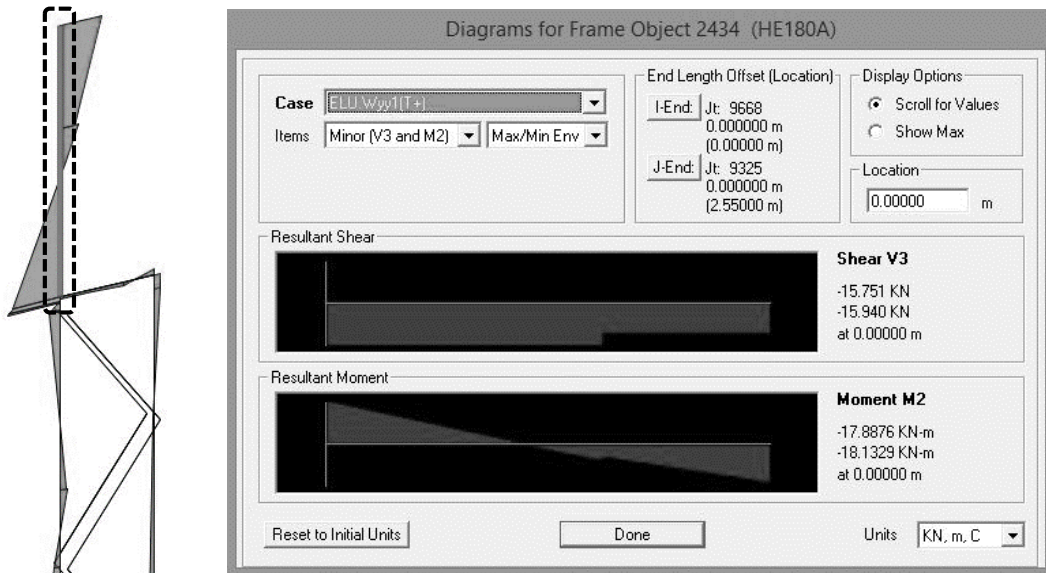 Diagrams for Frame Object 2434 (HE180A)
Case ELU Wyy1(T+)
Items Minor (V3 and M2) Max/Min Env
End Length Offset (Location)
I-End: Jt: 9668
0.000000 m
(0.00000 m)
J-End: Jt: 9325
0.000000 m
(2.55000 m)
Display Options
Scroll for Values
Show Max
Location
0.00000 m
Resultant Shear
Shear V3
-15.751 KN
-15.940 KN
at 0.00000 m
Resultant Moment
Moment M2
-17.8876 KN-m
-18.1329 KN-m
at 0.00000 m
Reset to Initial Units
Done
Units KN, m, C